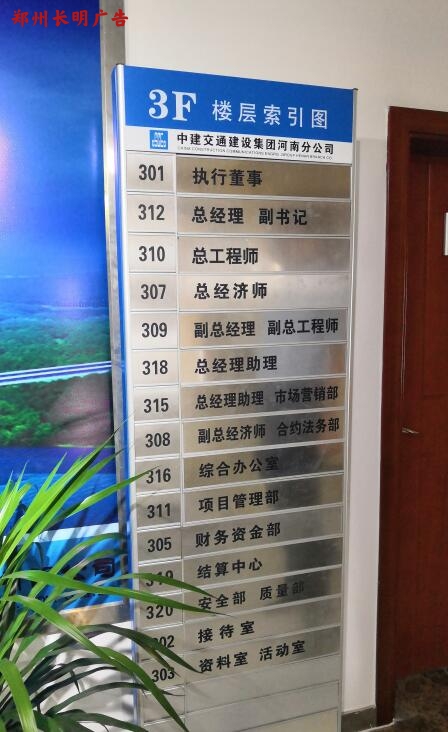 郑州长明广告
3F 楼层索引图
中建交通建设集团河南分公司
301 执行董事
312 总经理 副书记
310 总工程师
307 总经济师
309 副总经理 副总工程师
318 总经理助理
315 总经理助理 市场营销部
308 副总经济师 合约法务部
316 综合办公室
311 项目管理部
305 财务资金部
319 结算中心
320 安全部 质量部
302 接待室
303 资料室 活动室